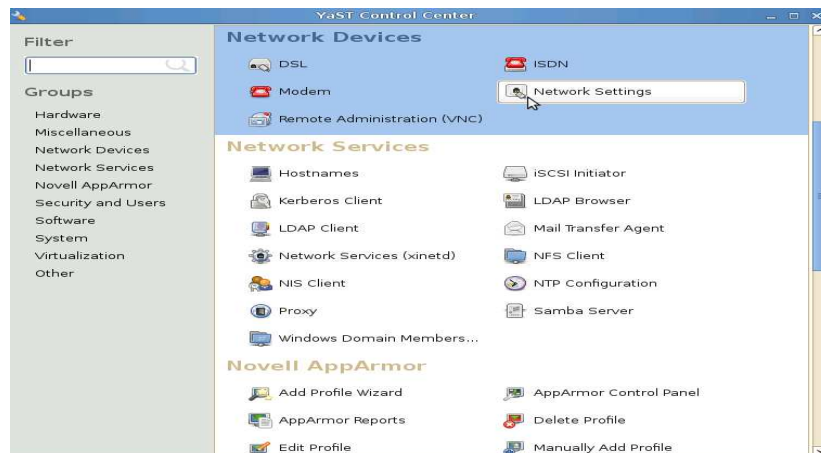 YaST Control Center
Filter
Groups
Hardware
Miscellaneous
Network Devices
Network Services
Novell AppArmor
Security and Users
Software
System
Virtualization
Other
Network Devices
DSL
ISDN
Modem
Network Settings
Remote Administration (VNC)
Network Services
Hostnames
iSCSI Initiator
Kerberos Client
LDAP Browser
LDAP Client
Mail Transfer Agent
Network Services (xinetd)
NFS Client
NIS Client
NTP Configuration
Proxy
Samba Server
Windows Domain Members...
Novell AppArmor
Add Profile Wizard
AppArmor Control Panel
AppArmor Reports
Delete Profile
Edit Profile
Manually Add Profile